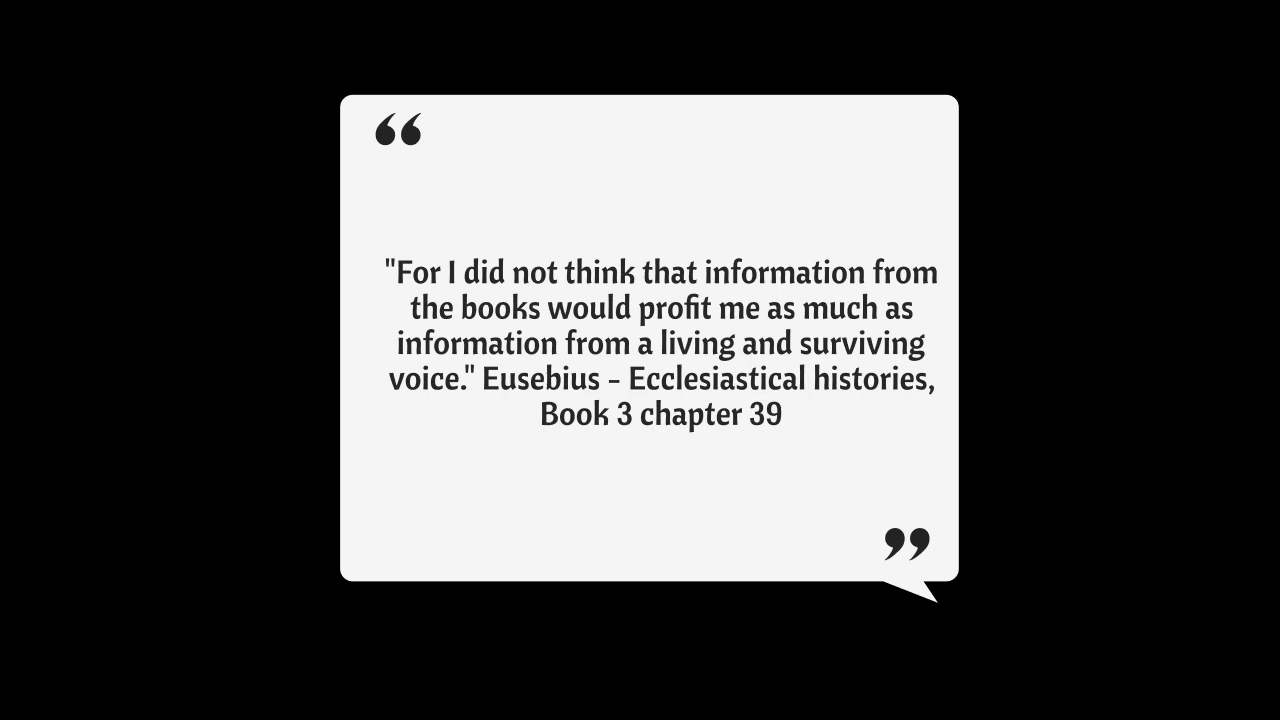 "For I did not think that information from
the books would profit me as much as
information from a living and surviving
voice." Eusebius – Ecclesiastical histories,
Book 3 chapter 39